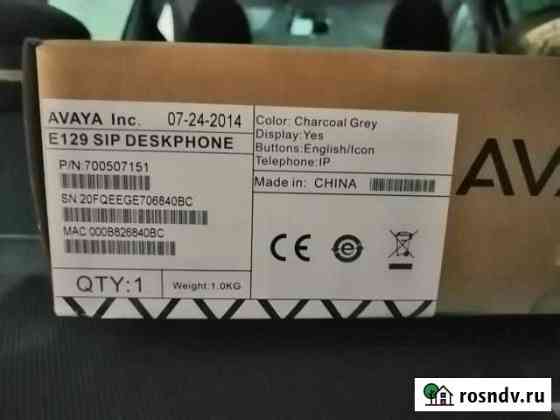 AVAYA Inc. 07-24-2014
E129 SIP DESKPHONE
P/N:700507151
SN:20FQEEGE706840BC
MAC:000B826840BC
QTY:1
Weight:1.0KG
Color: Charcoal Grey
Display:Yes
Buttons:English/Icon
Telephone:IP
Made in: CHINA
CE
e
AV
rosndv.ru